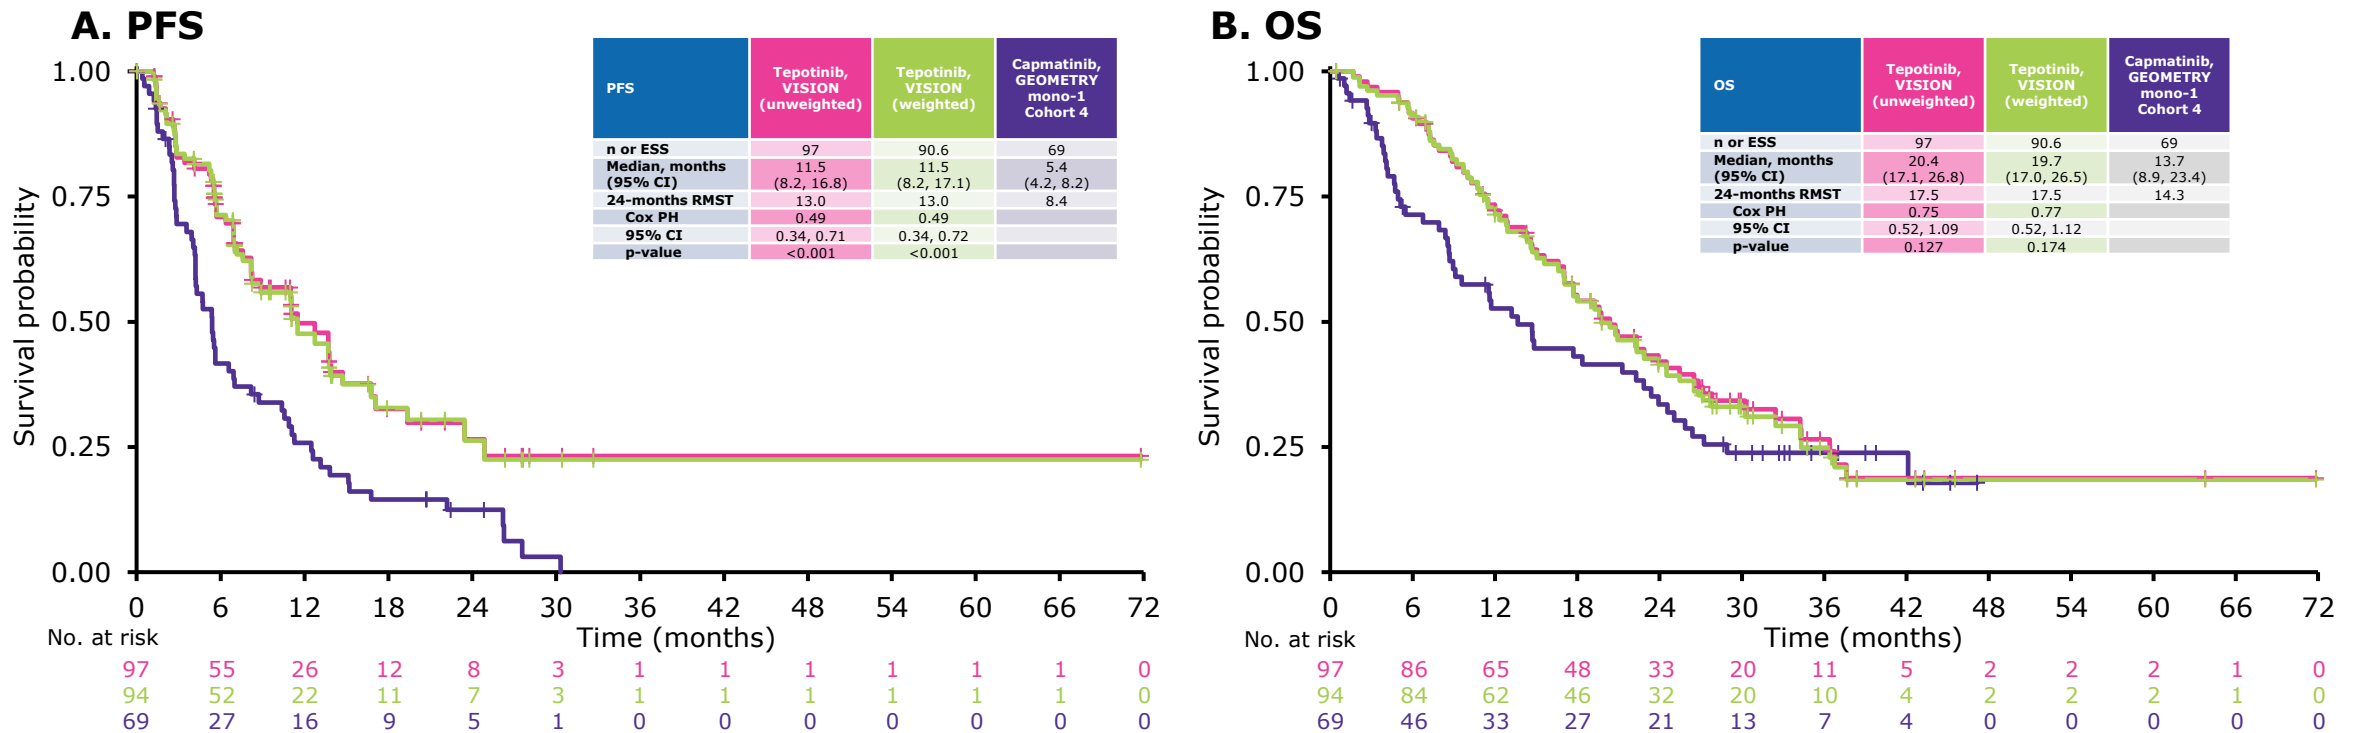 A. PFS
PFS
Tepotinib, VISION (unweighted)
Tepotinib, VISION (weighted)
Capmatinib, GEOMETRY mono-1 Cohort 4
n or ESS 97 90.6 69
Median, months (95% CI) 11.5 (8.2, 16.8) 11.5 (8.2, 17.1) 5.4 (4.2, 8.2)
24-months RMST 13.0 13.0 8.4
Cox PH 0.49 0.49
95% CI 0.34, 0.71 0.34, 0.72
p-value <0.001 <0.001
Survival probability
1.00
0.75
0.50
0.25
0.00
0 6 12 18 24 30 36 42 48 54 60 66 72
Time (months)
No. at risk
97 55 26 12 8 3 1 1 1 1 1 1 0
94 52 22 11 7 3 1 1 1 1 1 1 0
69 27 16 9 5 1 0 0 0 0 0 0 0
B. OS
OS
Tepotinib, VISION (unweighted)
Tepotinib, VISION (weighted)
Capmatinib, GEOMETRY mono-1 Cohort 4
n or ESS 97 90.6 69
Median, months (95% CI) 20.4 (17.1, 26.8) 19.7 (17.0, 26.5) 13.7 (8.9, 23.4)
24-months RMST 17.5 17.5 14.3
Cox PH 0.75 0.77
95% CI 0.52, 1.09 0.52, 1.12
p-value 0.127 0.174
Survival probability
1.00
0.75
0.50
0.25
0.00
0 6 12 18 24 30 36 42 48 54 60 66 72
Time (months)
No. at risk
97 86 65 48 33 20 11 5 2 2 2 1 0
94 84 62 46 32 20 10 4 2 2 2 1 0
69 46 33 27 21 13 7 4 0 0 0 0 0